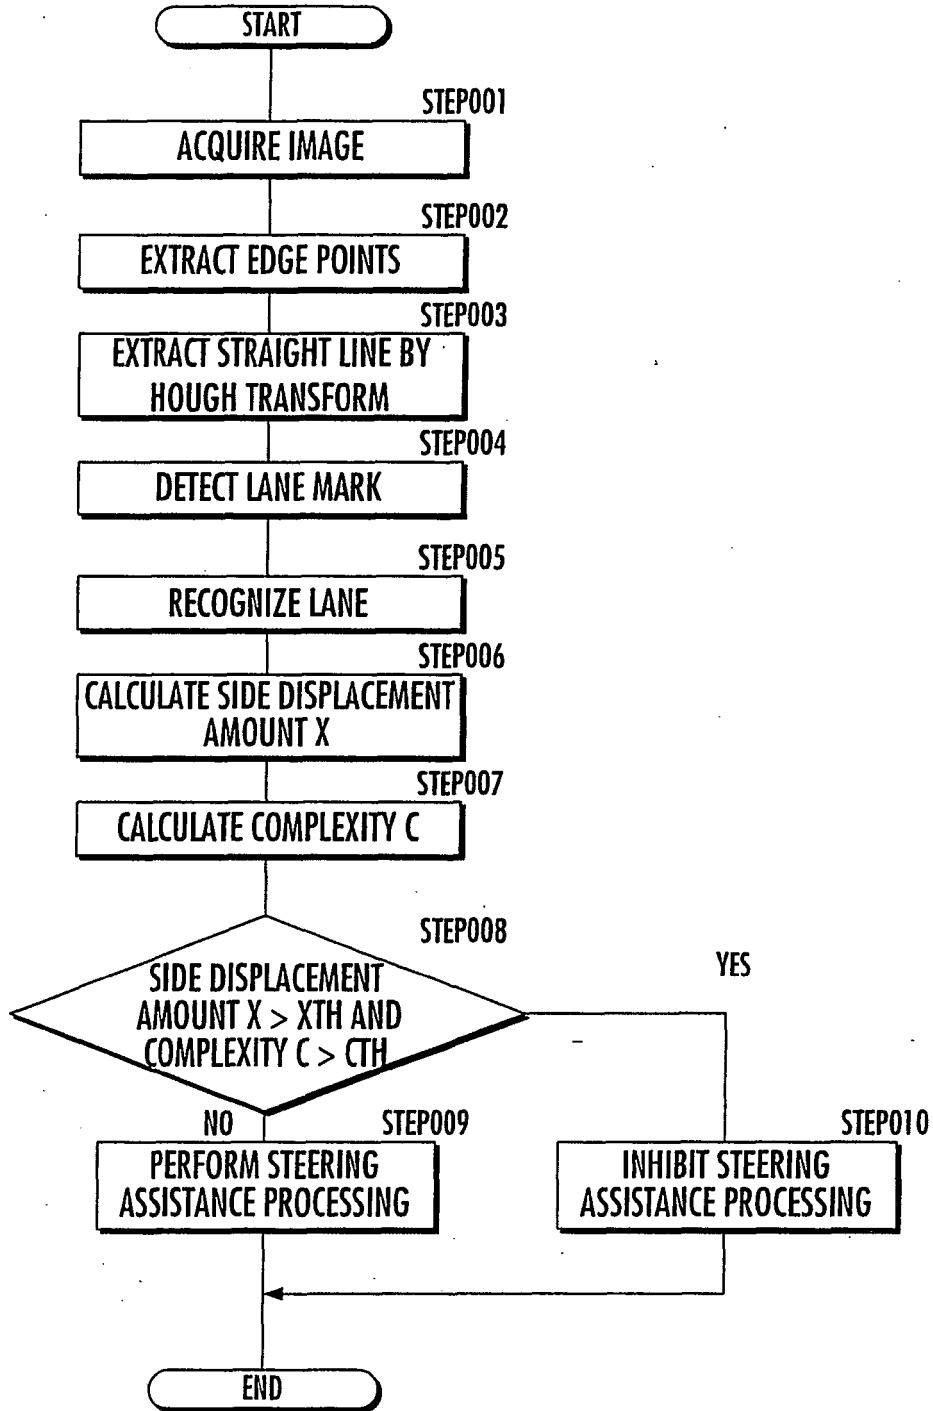 START
STEP001
ACQUIRE IMAGE
STEP002
EXTRACT EDGE POINTS
STEP003
EXTRACT STRAIGHT LINE BY
HOUGH TRANSFORM
STEP004
DETECT LANE MARK
STEP005
RECOGNIZE LANE
STEP006
CALCULATE SIDE DISPLACEMENT
AMOUNT X
STEP007
CALCULATE COMPLEXITY C
STEP008
SIDE DISPLACEMENT
AMOUNT X > XTH AND
COMPLEXITY C > CTH
YES
NO
STEP009
PERFORM STEERING
ASSISTANCE PROCESSING
STEP010
INHIBIT STEERING
ASSISTANCE PROCESSING
END